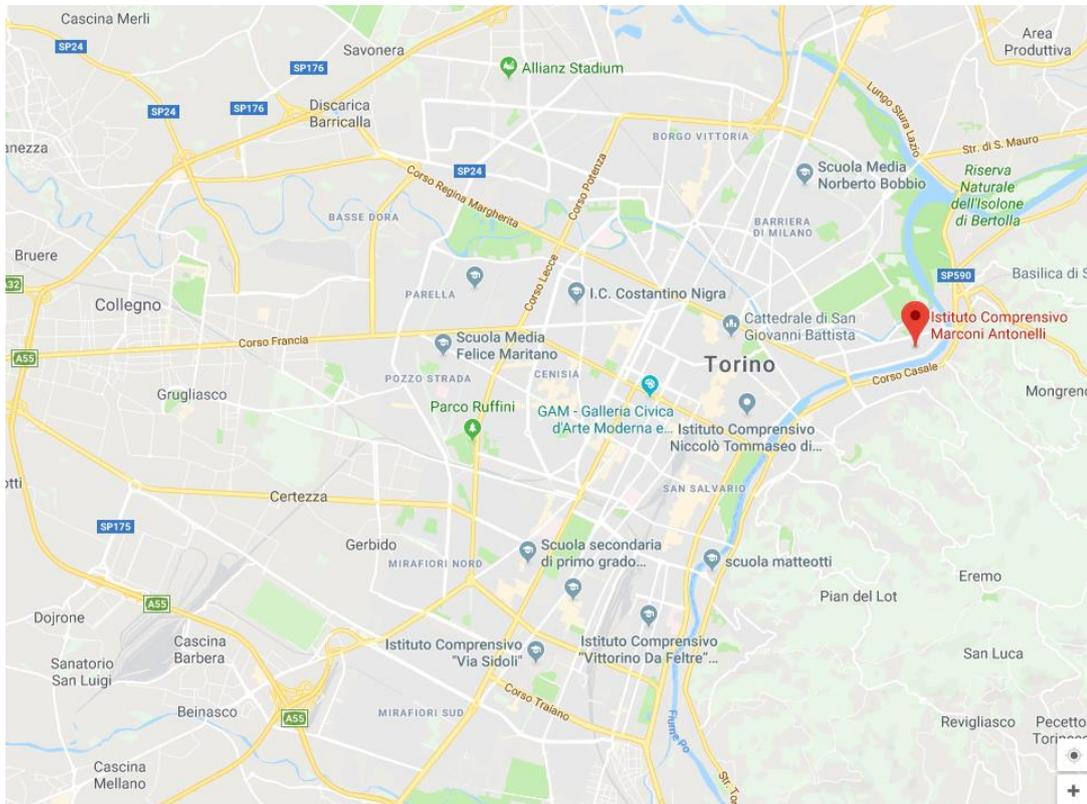 Cascina Merli
SP24
Savonera
Area
Produttiva
Allianz Stadium
SP176
SP24
SP176
Discarica
Barricalla
Lungo Stura Lazio
BORGO VITTORIA
Str. di S. Mauro
anezza
Corso Potenza
SP24
Scuola Media
Norberto Bobbio
Riserva
Naturale
dell'Isolone
di Bertolla
Corso Regina Margherita
BASSE DORA
BARRIERA
DI MILANO
Bruere
Corso Lecce
SP590
Basilica di S
32
PARELLA
I.C. Costantino Nigra
Collegno
Cattedrale di San
Giovanni Battista
Istituto Comprensivo
Marconi Antonelli
Corso Francia
Scuola Media
Felice Maritano
A55
Torino
Corso Casale
POZZO STRADA
CENISIA
Grugliasco
Mongreno
Parco Ruffini
GAM - Galleria Civica
d'Arte Moderna e...
Istituto Comprensivo
Niccolò Tommaseo di...
otti
Certezza
SAN SALVARIO
SP175
Gerbido
Scuola secondaria
di primo grado...
scuola matteotti
MIRAFIORI NORD
Eremo
Pian del Lot
A55
Dojrone
Cascina
Barbera
Istituto Comprensivo
"Via Sidoli"
Istituto Comprensivo
"Vittorino Da Feltre"...
San Luca
Sanatorio
San Luigi
Corso Traiano
Beinasco
A55
MIRAFIORI SUD
Fiume Po
Revigliasco
Pecetto
Torinese
Cascina
Mellano
Str. Tor